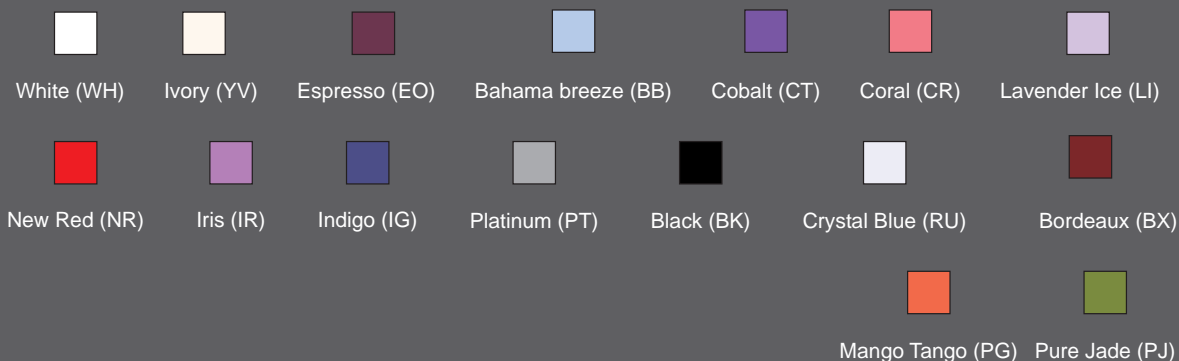 White (WH) Ivory (YV) Espresso (EO) Bahama breeze (BB) Cobalt (CT) Coral (CR) Lavender Ice (LI)
New Red (NR) Iris (IR) Indigo (IG) Platinum (PT) Black (BK) Crystal Blue (RU) Bordeaux (BX)
Mango Tango (PG) Pure Jade (PJ)